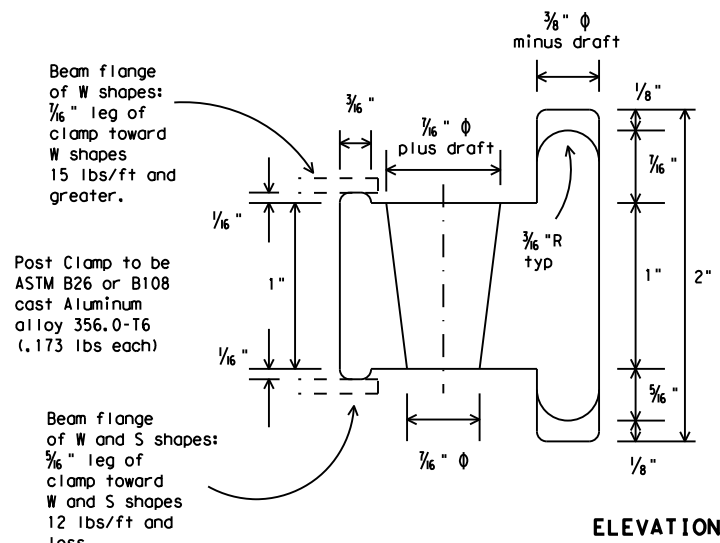 Beam flange
of W shapes:
7/16 " leg of
clamp toward
W shapes
15 lbs/ft and
greater.
3/16 "
7/16 " ϕ
plus draft
3/8 " ϕ
minus draft
1/8 "
7/16 "
1/16 "
Post Clamp to be
ASTM B26 or B108
cast Aluminum
alloy 356.0-T6
(.173 lbs each)
1"
3/16 "R
typ
1"
2"
1/16 "
5/16 "
1/8 "
7/16 " ϕ
Beam flange
of W and S shapes:
5/16 " leg of
clamp toward
W and S shapes
12 lbs/ft and
less
ELEVATION